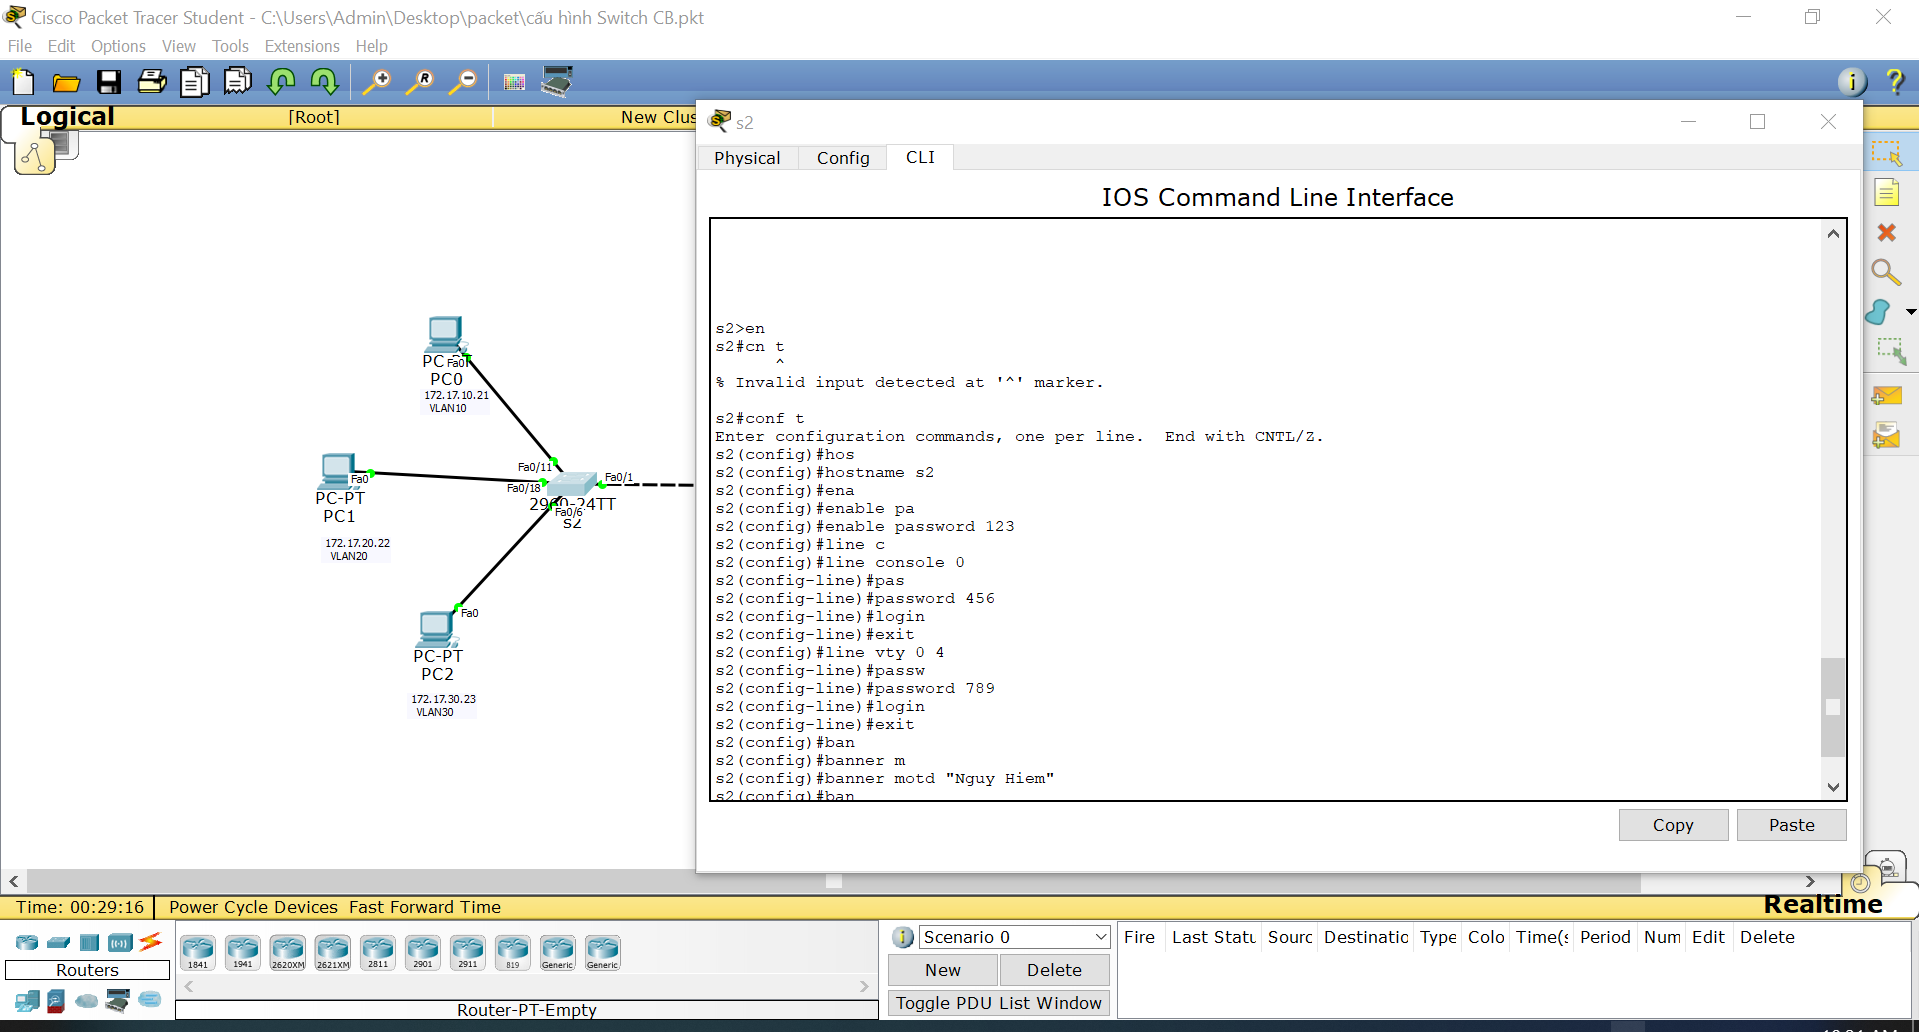 Cisco Packet Tracer Student - C:\Users\Admin\Desktop\packet\cấu hình Switch CB.pkt
File Edit Options View Tools Extensions Help
Logical
[Root]
New Clus
s2
Physical Config CLI
IOS Command Line Interface
s2>en
s2#cn t
^
% Invalid input detected at '^' marker.
s2#conf t
Enter configuration commands, one per line.  End with CNTL/Z.
s2(config)#hos
s2(config)#hostname s2
s2(config)#ena
s2(config)#enable pa
s2(config)#enable password 123
s2(config)#line c
s2(config)#line console 0
s2(config-line)#pas
s2(config-line)#password 456
s2(config-line)#login
s2(config-line)#exit
s2(config)#line vty 0 4
s2(config-line)#passw
s2(config-line)#password 789
s2(config-line)#login
s2(config-line)#exit
s2(config)#ban
s2(config)#banner m
s2(config)#banner motd "Nguy Hiem"
s2(config)#ban
Copy Paste
Fa0
PC0
172.17.10.21
VLAN10
Fa0
PC-PT
PC1
172.17.20.22
VLAN20
Fa0/11
Fa0/18
Fa0/1
2960-24TT
Fa0/6
s2
Fa0
PC-PT
PC2
172.17.30.23
VLAN30
Time: 00:29:16 Power Cycle Devices Fast Forward Time
Realtime
Routers
1841 1941 2620XM 2621XM 2811 2901 2911 819 Generic Generic
Router-PT-Empty
Scenario 0
New Delete
Toggle PDU List Window
Fire Last Statu Sourc Destinatio Type Colo Time(s Period Num Edit Delete